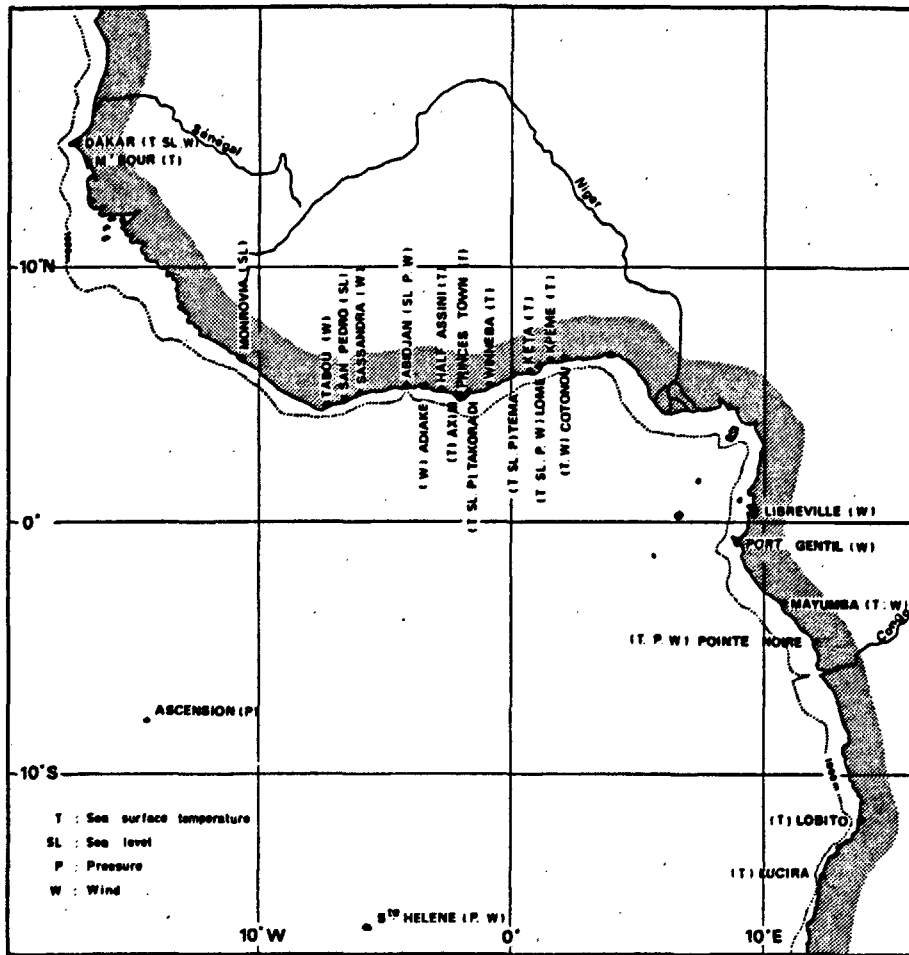 Sénégal
DAKAR (T SL. W)
M'BOUR (T)
Niger
10°N
MONROVIA (SL)
TABOU (W)
SAN PEDRO (SL)
SASSANDRA (W)
ABIDJAN (SL P. W)
HALF ASSINI (T)
PRINCES TOWN (T)
WINNEBA (T)
KETA (T)
KPEME (T)
(W) ADIAKE
(T) AXIM
(T SL P) TAKORADI
(T SL P) TEMA
(T SL. P. W) LOME
(T. W) COTONOU
0°
LIBREVILLE (W)
PORT GENTIL (W)
MAYUMBA (T. W)
Congo
(T. P. W) POINTE NOIRE
ASCENSION (P)
10°S
T : Sea surface temperature
SL : Sea level
P : Pressure
W : Wind
(T) LOBITO
(T) LUCIRA
Ste HELENE (P. W)
10°W
0°
10°E